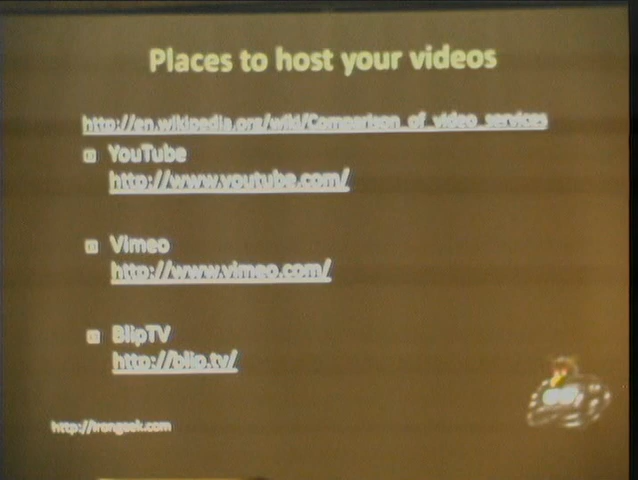 Places to host your videos
http://en.wikipedia.org/wiki/Comparison_of_video_services
YouTube
http://www.youtube.com/
Vimeo
http://www.vimeo.com/
BlipTV
http://blip.tv/
http://Irongeek.com